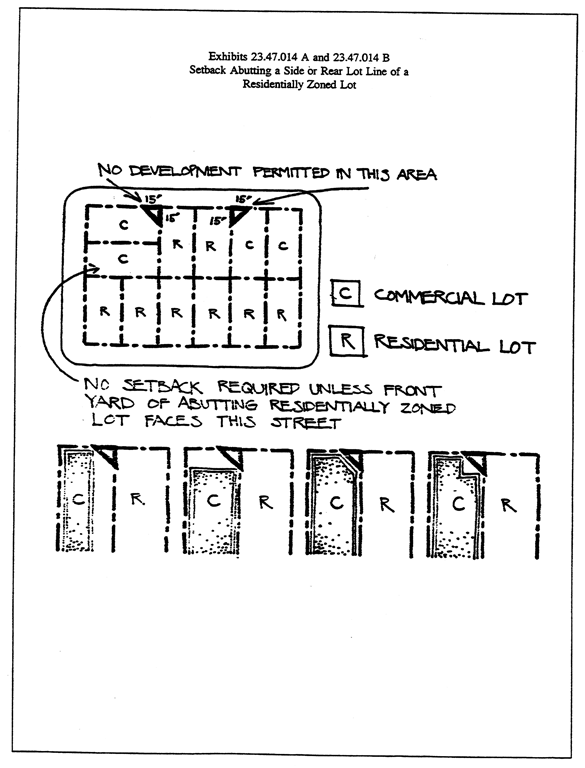 Exhibits 23.47.014 A and 23.47.014 B
Setback Abutting a Side or Rear Lot Line of a
Residentially Zoned Lot
NO DEVELOPMENT PERMITTED IN THIS AREA
15' 15'
15' 15'
C R R C C
C
R R R R R R
C COMMERCIAL LOT
R RESIDENTIAL LOT
NO SETBACK REQUIRED UNLESS FRONT
YARD OF ABUTTING RESIDENTIALLY ZONED
LOT FACES THIS STREET
C R C R C R C R